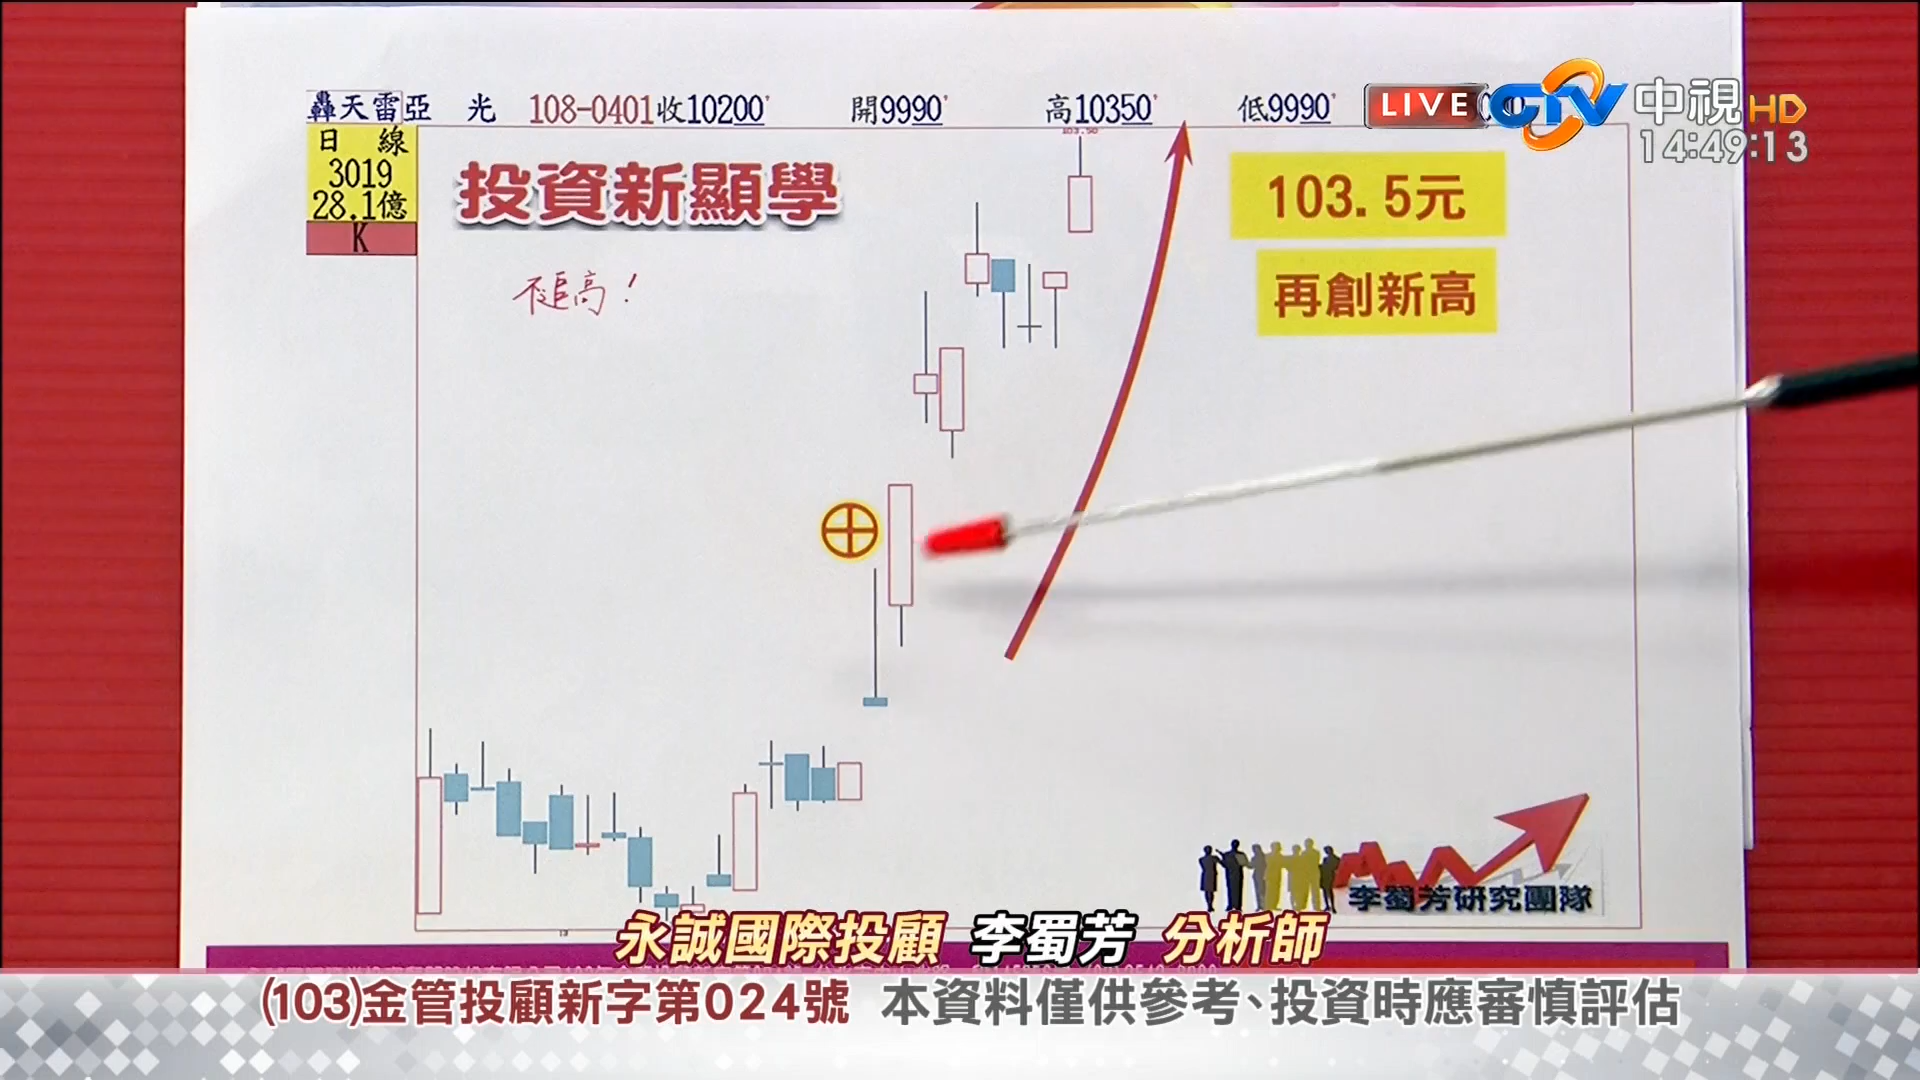 轟天雷亞 光 108-0401收10200' 開9990' 高10350' 低9990'
LIVE CTV 中視HD
14:49:13
日 線
3019
28.1億
K
103.50
投資新顯學
不追高！
103.5元
再創新高
李蜀芳研究團隊
永誠國際投顧 李蜀芳 分析師
(103)金管投顧新字第024號 本資料僅供參考、投資時應審慎評估